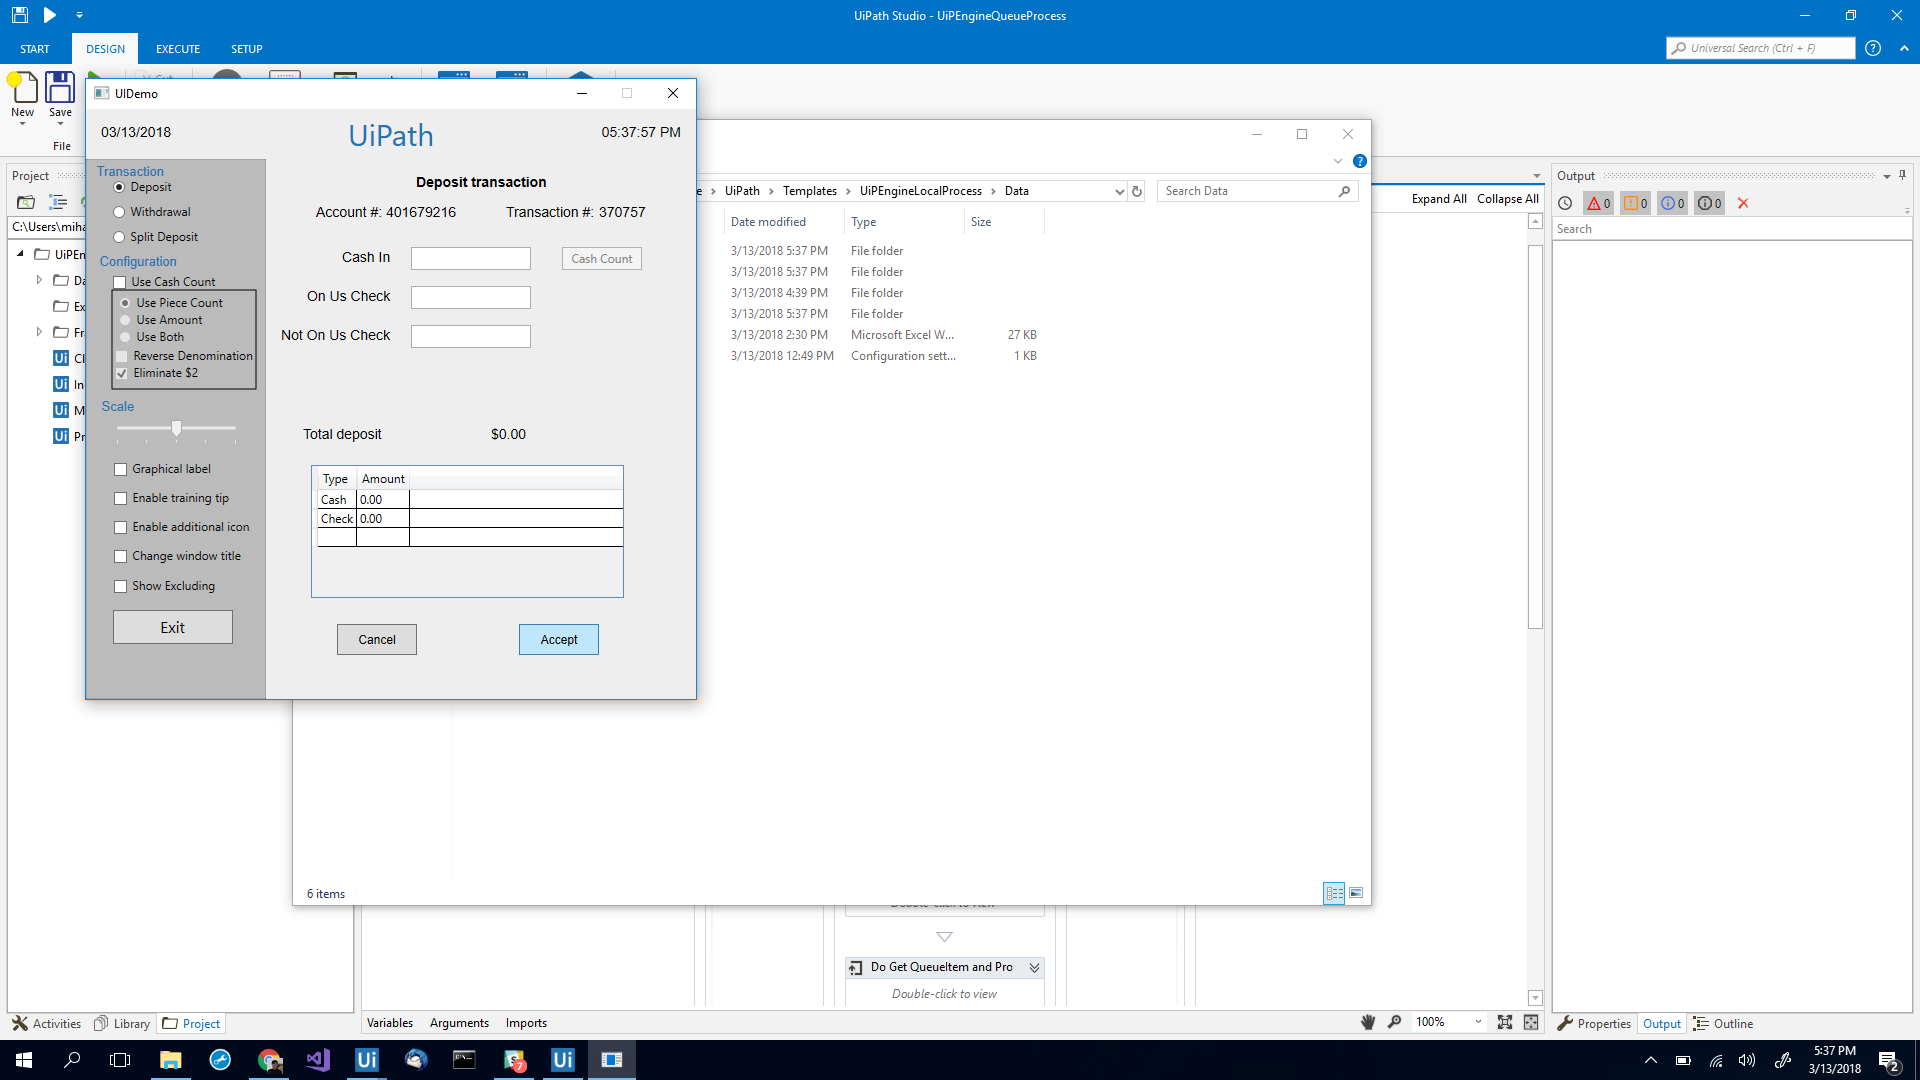 UiPath Studio - UiPEngineQueueProcess
START
DESIGN
EXECUTE
SETUP
Universal Search (Ctrl + F)
New
Save
File
UIDemo
03/13/2018
UiPath
05:37:57 PM
Transaction
Deposit
Withdrawal
Split Deposit
Configuration
Use Cash Count
Use Piece Count
Use Amount
Use Both
Reverse Denomination
Eliminate $2
Scale
Graphical label
Enable training tip
Enable additional icon
Change window title
Show Excluding
Exit
Deposit transaction
Account #: 401679216
Transaction #: 370757
Cash In
Cash Count
On Us Check
Not On Us Check
Total deposit
$0.00
Type Amount
Cash 0.00
Check 0.00
Cancel
Accept
Project
C:\Users\miha
UiPEn
Da
Ex
Fr
Cl
In
M
Pr
e › UiPath › Templates › UiPEngineLocalProcess › Data
Search Data
Date modified Type Size
3/13/2018 5:37 PM File folder
3/13/2018 5:37 PM File folder
3/13/2018 4:39 PM File folder
3/13/2018 5:37 PM File folder
3/13/2018 2:30 PM Microsoft Excel W... 27 KB
3/13/2018 12:49 PM Configuration sett... 1 KB
6 items
Expand All Collapse All
Output
0 0 0 0
Search
Double-click to view
Do Get QueueItem and Pro
Double-click to view
Activities
Library
Project
Variables
Arguments
Imports
100%
Properties
Output
Outline
Ui
7
Ui
5:37 PM
3/13/2018
2